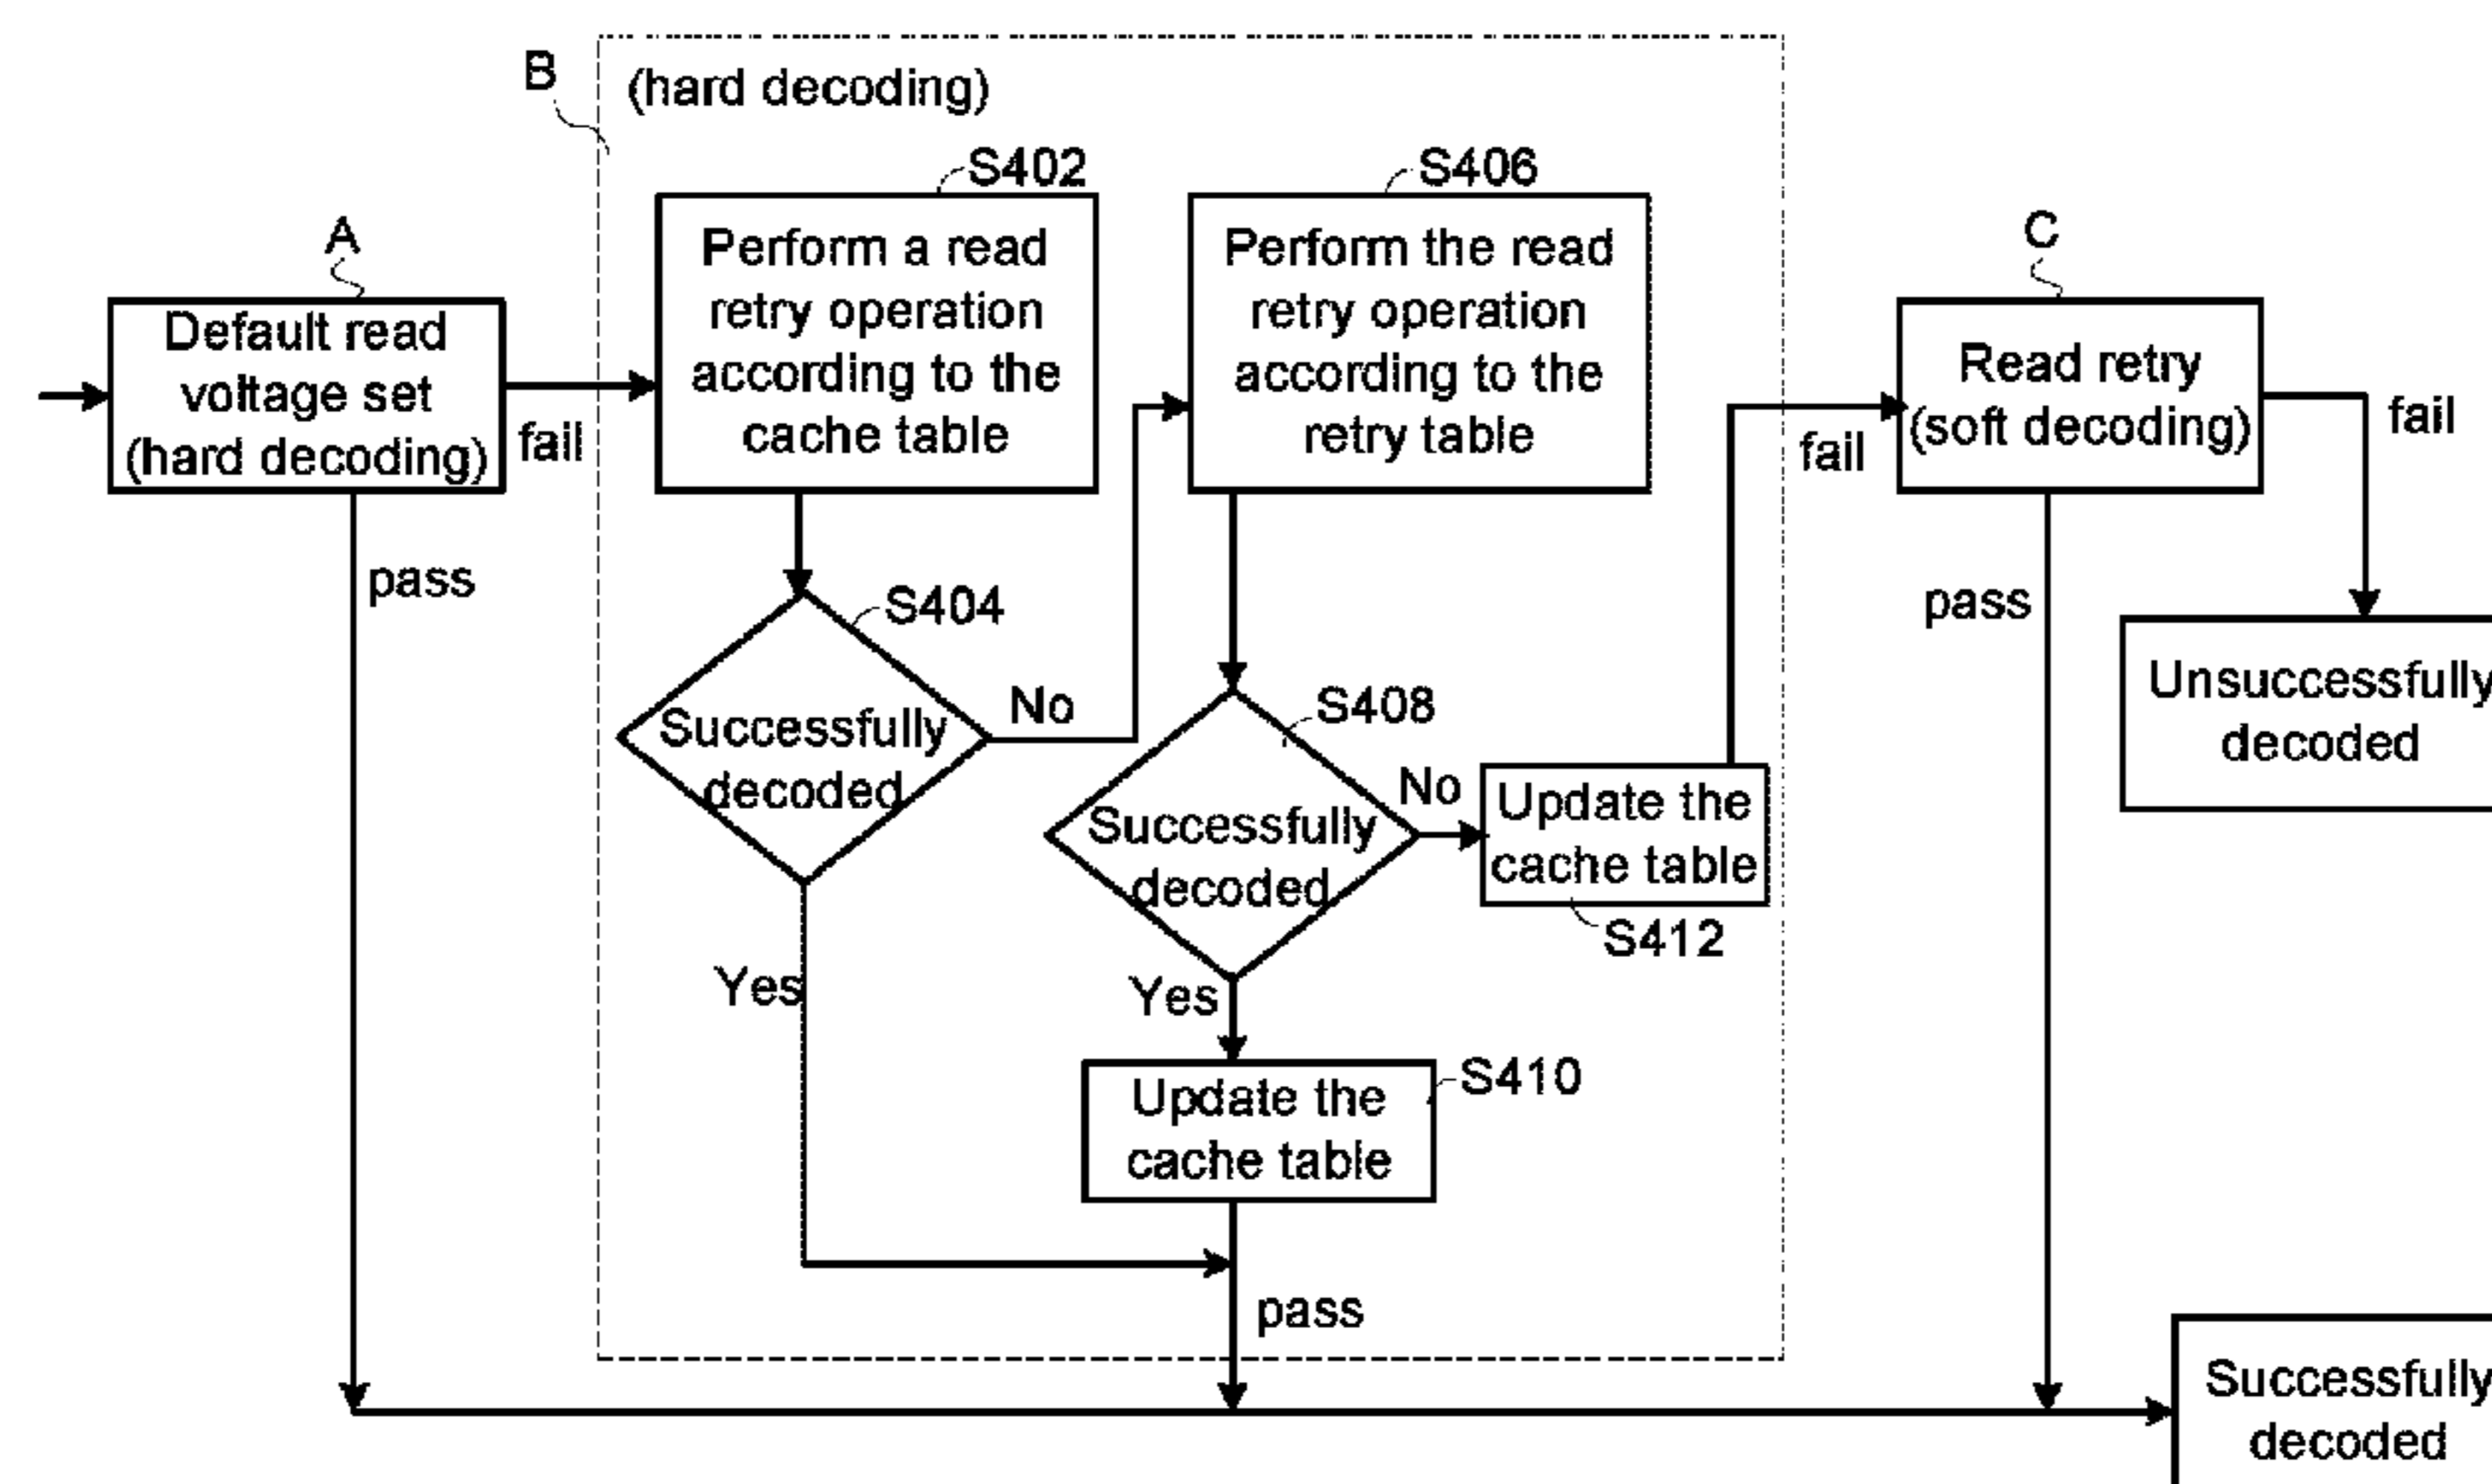 B
(hard decoding)
S402
S406
A
C
Default read
voltage set
(hard decoding)
fail
Perform a read
retry operation
according to the
cache table
Perform the read
retry operation
according to the
retry table
fail
Read retry
(soft decoding)
fail
pass
S404
Successfully
decoded
No
S408
Successfully
decoded
No
Update the
cache table
S412
pass
Unsuccessfully
decoded
Yes
Yes
Update the
cache table
S410
pass
Successfully
decoded